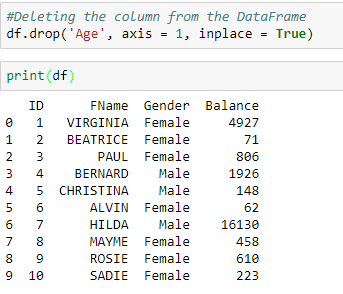 #Deleting the column from the DataFrame
df.drop('Age', axis = 1, inplace = True)
print(df)
   ID      FName  Gender  Balance
0   1   VIRGINIA  Female     4927
1   2   BEATRICE  Female       71
2   3       PAUL  Female      806
3   4    BERNARD    Male     1926
4   5  CHRISTINA    Male      148
5   6      ALVIN  Female       62
6   7      HILDA    Male    16130
7   8      MAYME  Female      458
8   9      ROSIE  Female      610
9  10      SADIE  Female      223